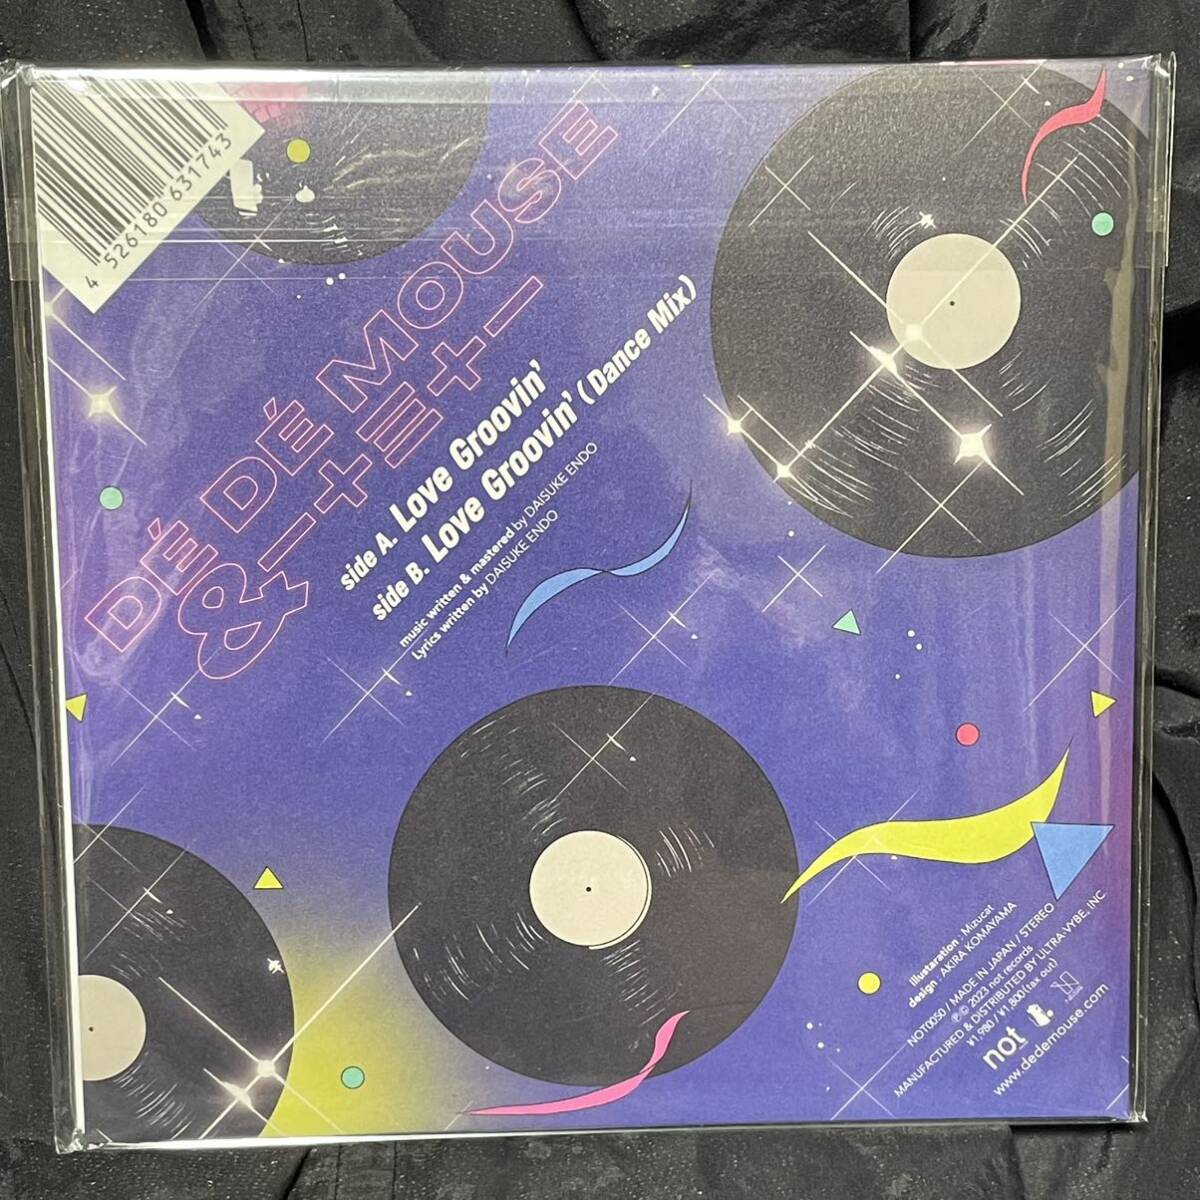 4 526180 631743
DÉ DÉ MOUSE
&一十三十一
side A. Love Groovin'
side B. Love Groovin' (Dance Mix)
music written & mastered by DAISUKE ENDO
Lyrics written by DAISUKE ENDO
illustaration : Mizucat
design : AKIRA KOMAYAMA
NOT0050 / MADE IN JAPAN / STEREO
℗© 2023 not records
MANUFACTURED & DISTRIBUTED BY ULTRA-VYBE, INC.
¥1,980 / ¥1,800(tax out)
not
www.dedemouse.com